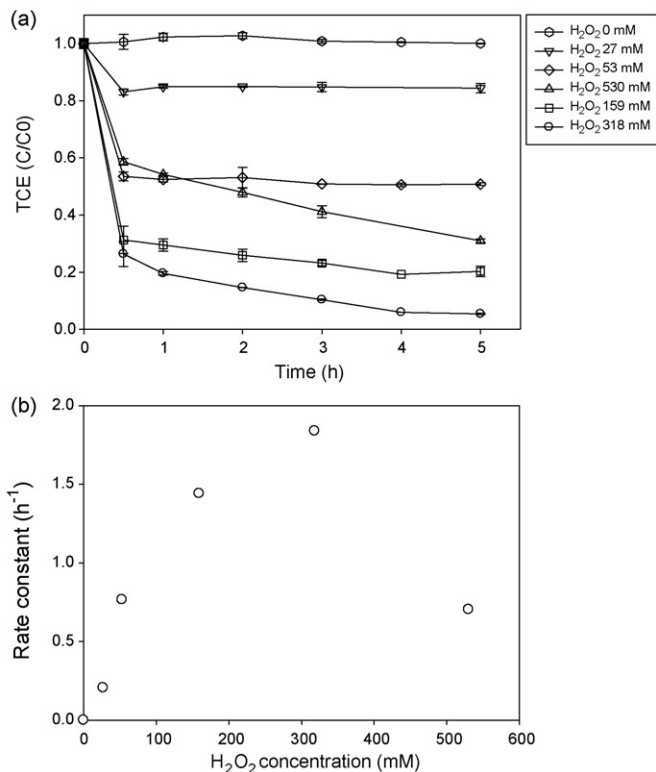 (a)
1.0
0.8
0.6
0.4
0.2
0.0
TCE (C/C0)
0 1 2 3 4 5
Time (h)
H₂O₂ 0 mM
H₂O₂ 27 mM
H₂O₂ 53 mM
H₂O₂ 530 mM
H₂O₂ 159 mM
H₂O₂ 318 mM
(b)
2.0
1.5
1.0
0.5
0.0
Rate constant (h⁻¹)
0 100 200 300 400 500 600
H₂O₂ concentration (mM)